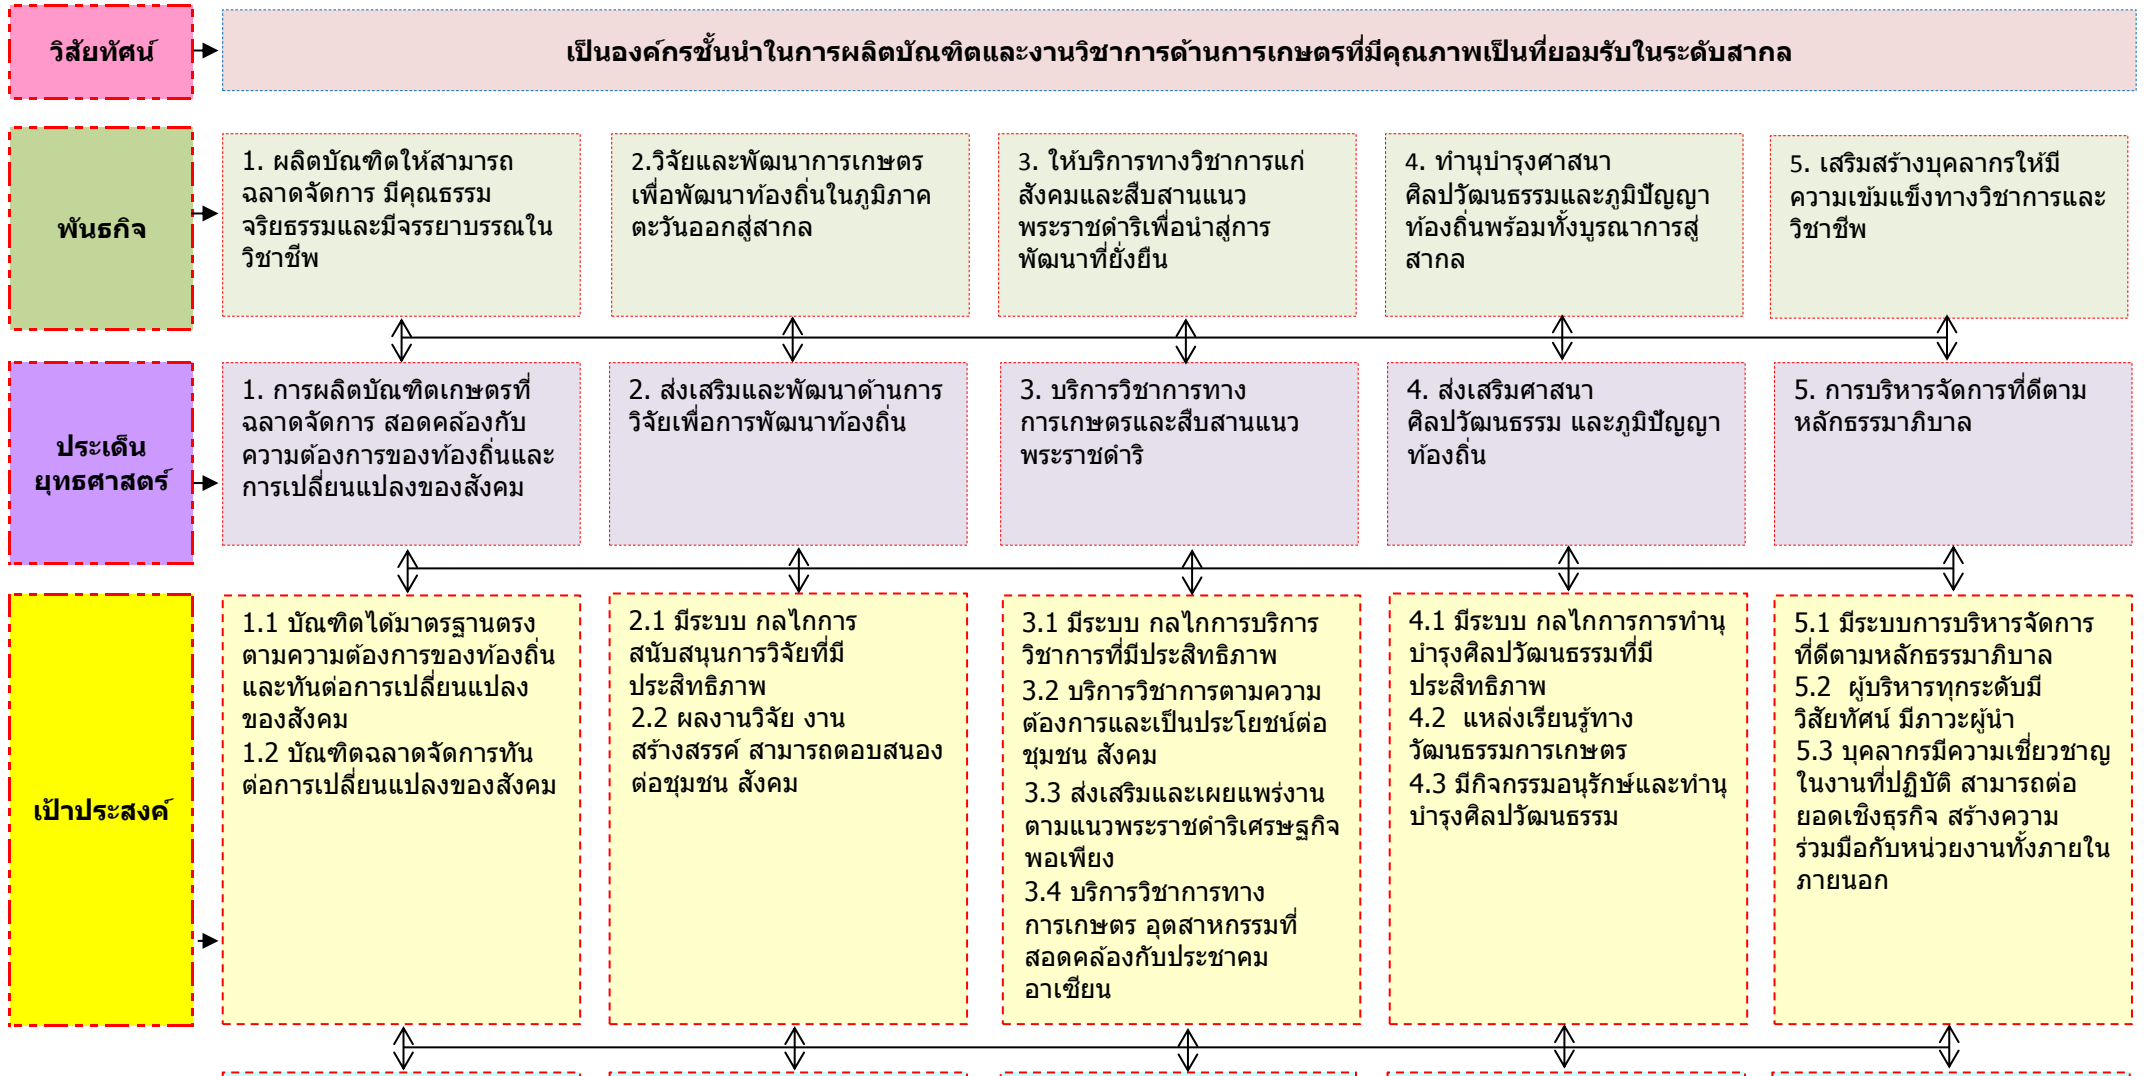 วิสัยทัศน์
เป็นองค์กรชั้นนำในการผลิตบัณฑิตและงานวิชาการด้านการเกษตรที่มีคุณภาพเป็นที่ยอมรับในระดับสากล
พันธกิจ
1. ผลิตบัณฑิตให้สามารถ
ฉลาดจัดการ มีคุณธรรม
จริยธรรมและมีจรรยาบรรณใน
วิชาชีพ
2.วิจัยและพัฒนาการเกษตร
เพื่อพัฒนาท้องถิ่นในภูมิภาค
ตะวันออกสู่สากล
3. ให้บริการทางวิชาการแก่
สังคมและสืบสานแนว
พระราชดำริเพื่อนำสู่การ
พัฒนาที่ยั่งยืน
4. ทำนุบำรุงศาสนา
ศิลปวัฒนธรรมและภูมิปัญญา
ท้องถิ่นพร้อมทั้งบูรณาการสู่
สากล
5. เสริมสร้างบุคลากรให้มี
ความเข้มแข็งทางวิชาการและ
วิชาชีพ
ประเด็น
ยุทธศาสตร์
1. การผลิตบัณฑิตเกษตรที่
ฉลาดจัดการ สอดคล้องกับ
ความต้องการของท้องถิ่นและ
การเปลี่ยนแปลงของสังคม
2. ส่งเสริมและพัฒนาด้านการ
วิจัยเพื่อการพัฒนาท้องถิ่น
3. บริการวิชาการทาง
การเกษตรและสืบสานแนว
พระราชดำริ
4. ส่งเสริมศาสนา
ศิลปวัฒนธรรม และภูมิปัญญา
ท้องถิ่น
5. การบริหารจัดการที่ดีตาม
หลักธรรมาภิบาล
เป้าประสงค์
1.1 บัณฑิตได้มาตรฐานตรง
ตามความต้องการของท้องถิ่น
และทันต่อการเปลี่ยนแปลง
ของสังคม
1.2 บัณฑิตฉลาดจัดการทัน
ต่อการเปลี่ยนแปลงของสังคม
2.1 มีระบบ กลไกการ
สนับสนุนการวิจัยที่มี
ประสิทธิภาพ
2.2 ผลงานวิจัย งาน
สร้างสรรค์ สามารถตอบสนอง
ต่อชุมชน สังคม
3.1 มีระบบ กลไกการบริการ
วิชาการที่มีประสิทธิภาพ
3.2 บริการวิชาการตามความ
ต้องการและเป็นประโยชน์ต่อ
ชุมชน สังคม
3.3 ส่งเสริมและเผยแพร่งาน
ตามแนวพระราชดำริเศรษฐกิจ
พอเพียง
3.4 บริการวิชาการทาง
การเกษตร อุตสาหกรรมที่
สอดคล้องกับประชาคม
อาเซียน
4.1 มีระบบ กลไกการการทำนุ
บำรุงศิลปวัฒนธรรมที่มี
ประสิทธิภาพ
4.2 แหล่งเรียนรู้ทาง
วัฒนธรรมการเกษตร
4.3 มีกิจกรรมอนุรักษ์และทำนุ
บำรุงศิลปวัฒนธรรม
5.1 มีระบบการบริหารจัดการ
ที่ดีตามหลักธรรมาภิบาล
5.2 ผู้บริหารทุกระดับมี
วิสัยทัศน์ มีภาวะผู้นำ
5.3 บุคลากรมีความเชี่ยวชาญ
ในงานที่ปฏิบัติ สามารถต่อ
ยอดเชิงธุรกิจ สร้างความ
ร่วมมือกับหน่วยงานทั้งภายใน
ภายนอก